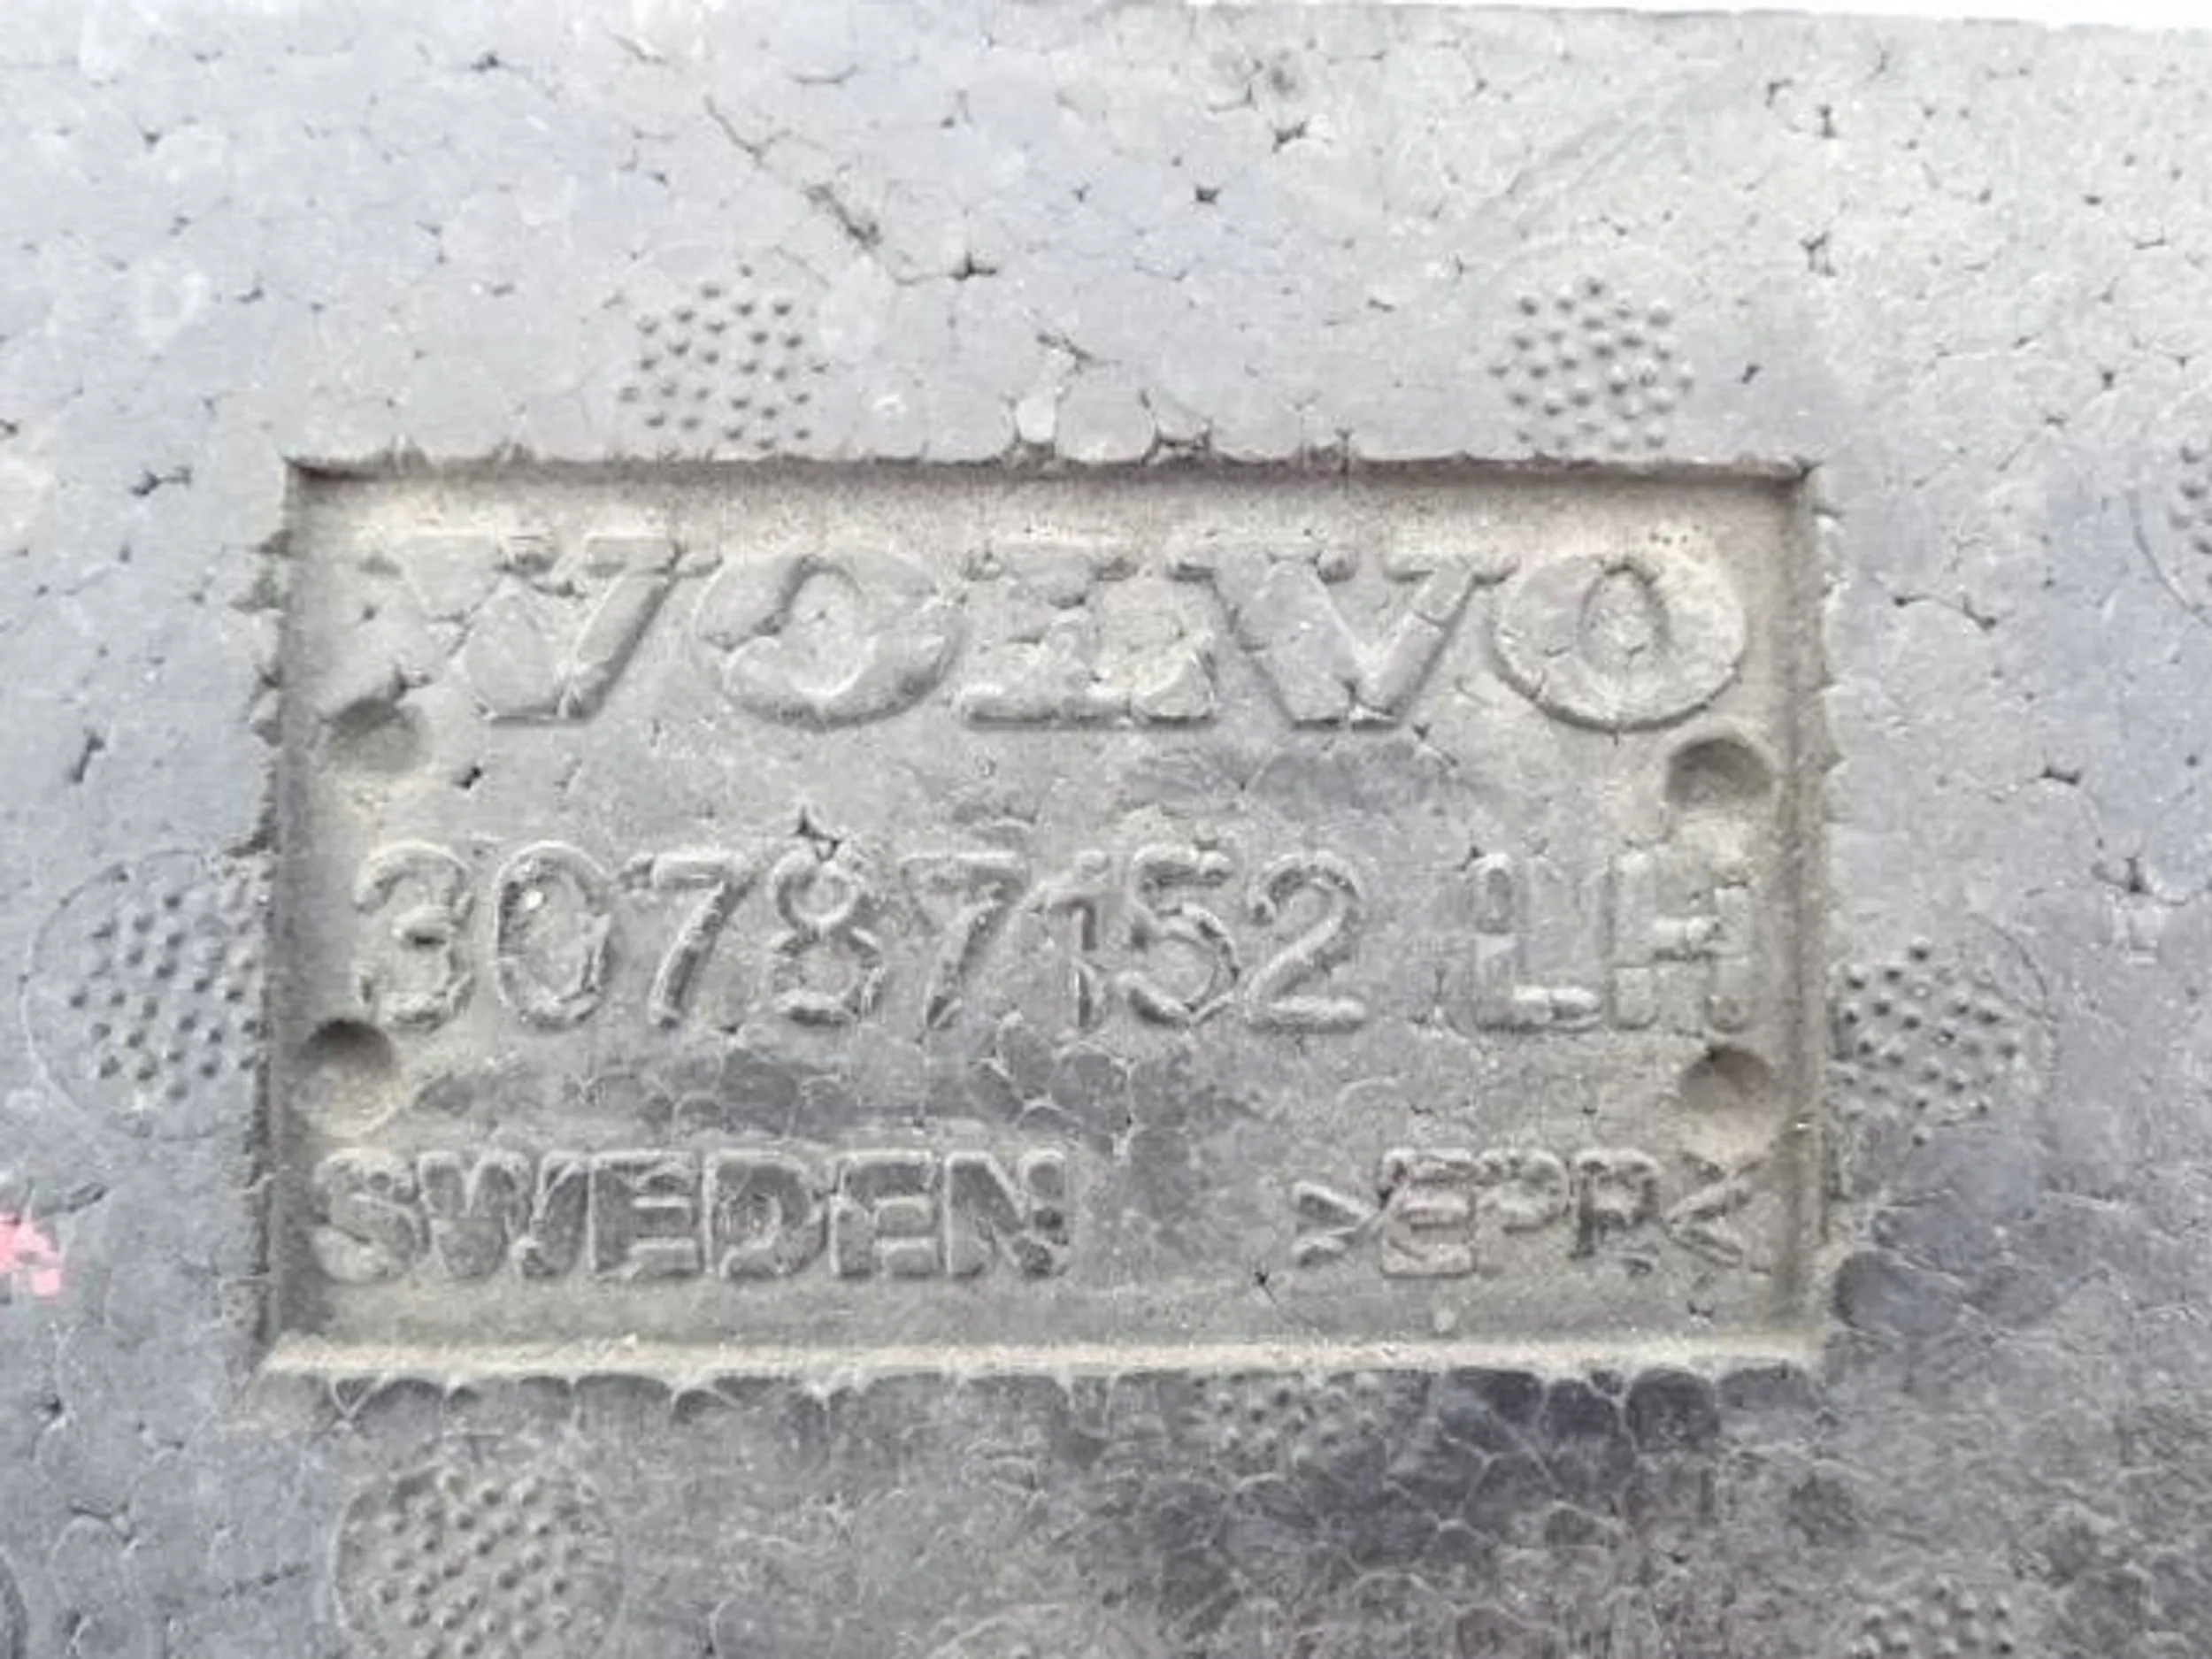 VOLVO
30787152 LH
SWEDEN >EPP<